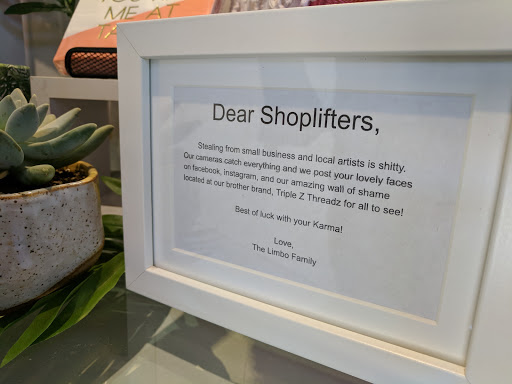 ME AT
Dear Shoplifters,
Stealing from small business and local artists is shitty.
Our cameras catch everything and we post your lovely faces
on facebook, Instagram, and our amazing wall of shame
located at our brother brand, Triple Z Threadz for all to see!
Best of luck with your Karma!
Love,
The Limbo Family